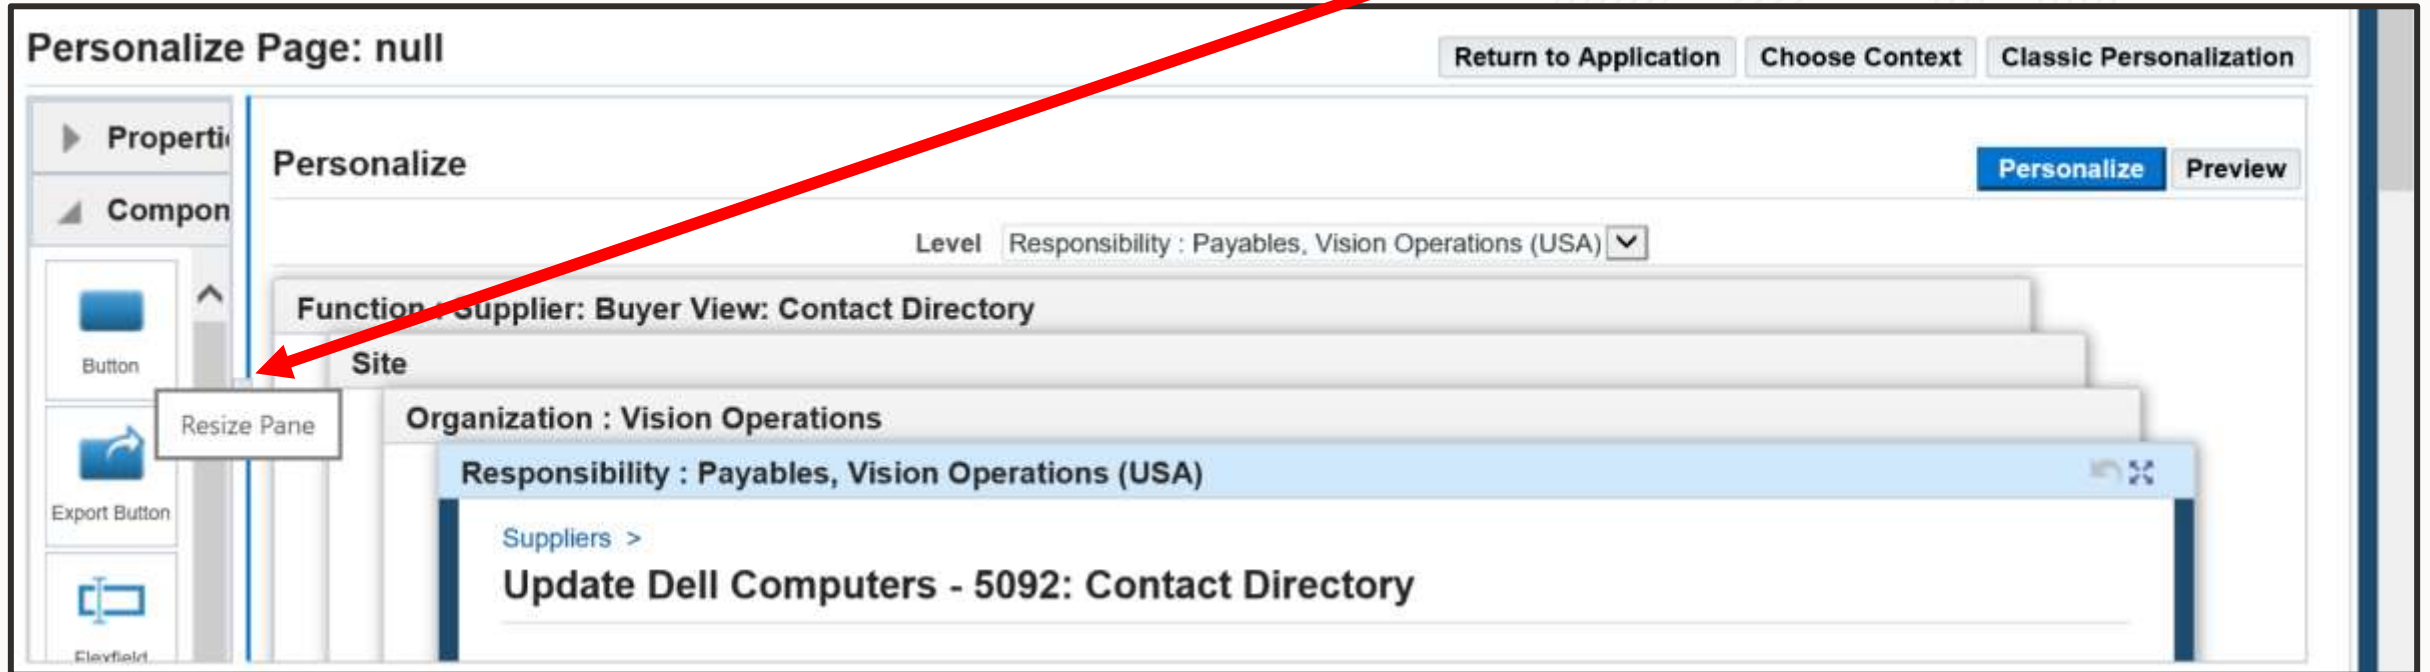 Personalize Page: null
Return to Application Choose Context Classic Personalization
Personalize
Personalize Preview
Level Responsibility : Payables, Vision Operations (USA)
Function : Supplier: Buyer View: Contact Directory
Site
Button
Resize Pane
Organization : Vision Operations
Responsibility : Payables, Vision Operations (USA)
Export Button
Suppliers >
Update Dell Computers - 5092: Contact Directory
Flexfield